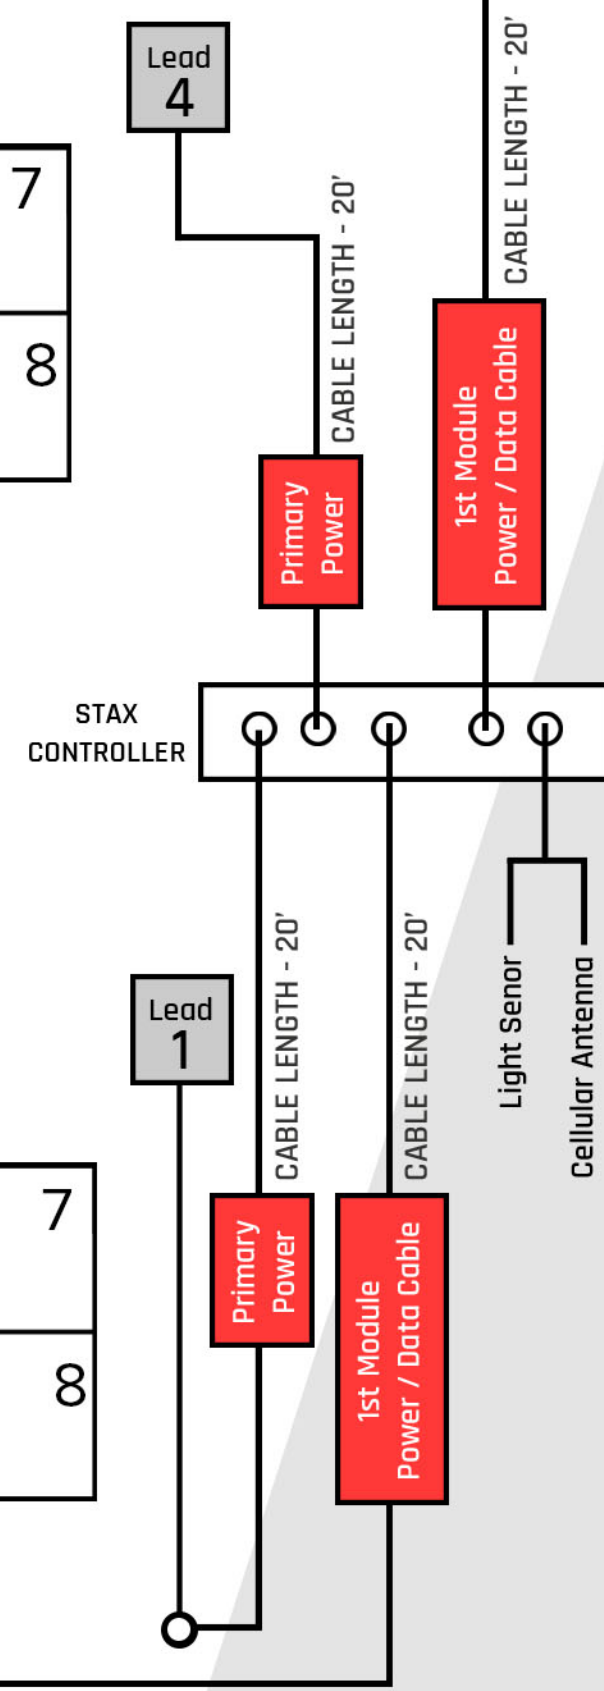 Lead
4
CABLE LENGTH - 20'
7
CABLE LENGTH - 20'
8
1st Module
Power / Data Cable
Primary
Power
STAX
CONTROLLER
Lead
1
CABLE LENGTH - 20'
CABLE LENGTH - 20'
Light Senor
Cellular Antenna
7
Primary
Power
1st Module
Power / Data Cable
8